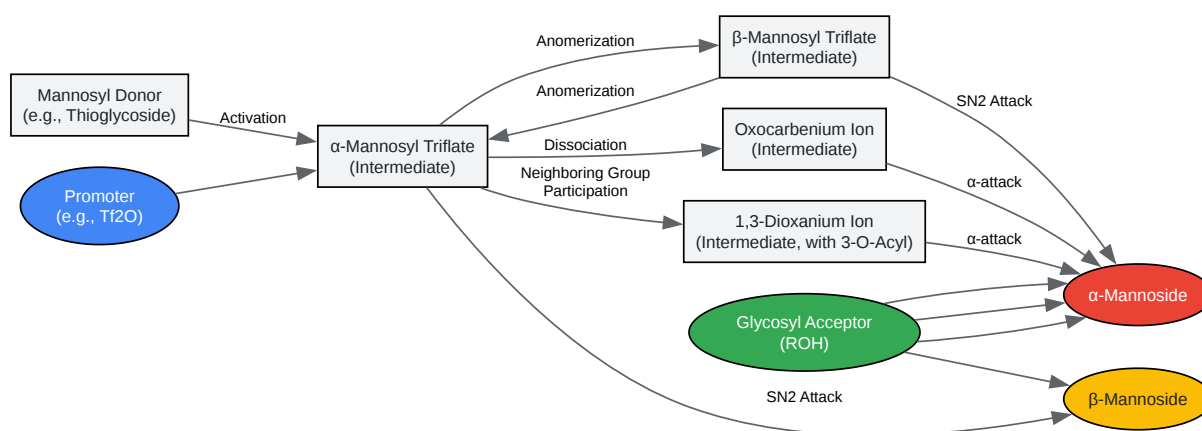 Mannosyl Donor
(e.g., Thioglycoside)
Promoter
(e.g., Tf2O)
Activation
α-Mannosyl Triflate
(Intermediate)
Anomerization
Anomerization
Dissociation
Neighboring Group
Participation
β-Mannosyl Triflate
(Intermediate)
Oxocarbenium Ion
(Intermediate)
1,3-Dioxanium Ion
(Intermediate, with 3-O-Acyl)
Glycosyl Acceptor
(ROH)
SN2 Attack
SN2 Attack
α-attack
α-attack
α-Mannoside
β-Mannoside